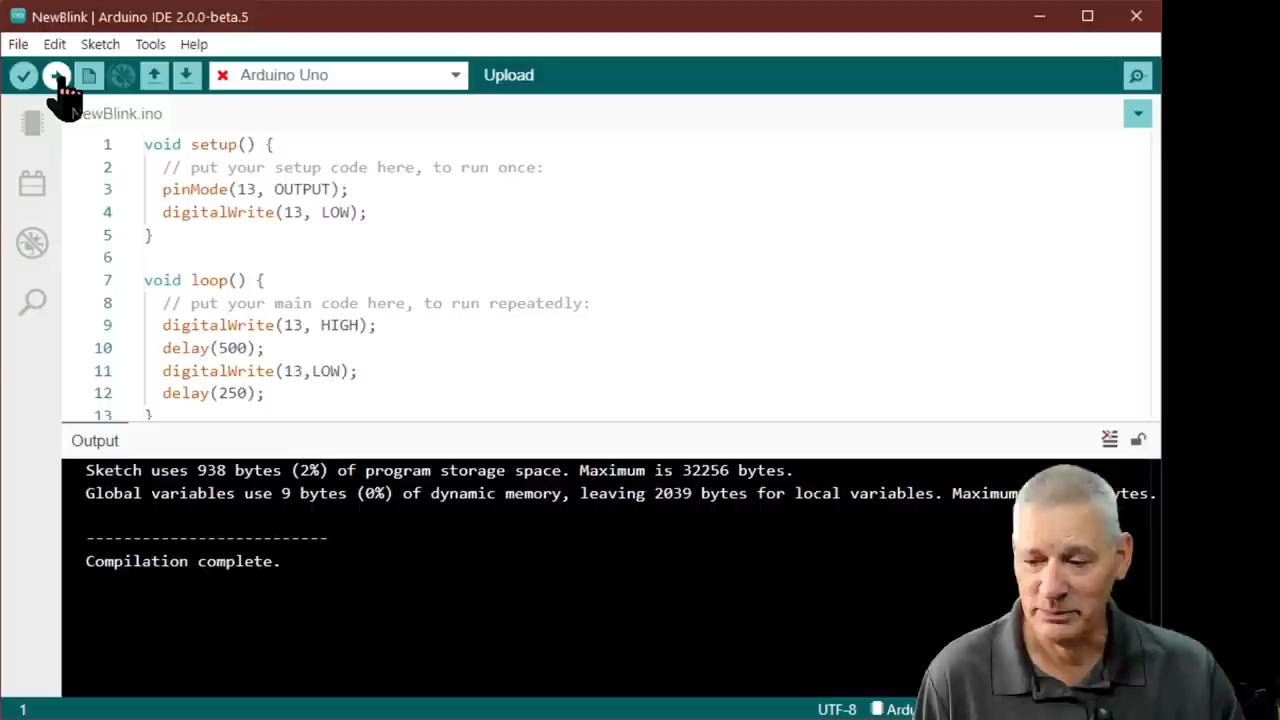 NewBlink | Arduino IDE 2.0.0-beta.5
File Edit Sketch Tools Help
Arduino Uno Upload
NewBlink.ino
1 void setup() {
2 // put your setup code here, to run once:
3 pinMode(13, OUTPUT);
4 digitalWrite(13, LOW);
5 }
6
7 void loop() {
8 // put your main code here, to run repeatedly:
9 digitalWrite(13, HIGH);
10 delay(500);
11 digitalWrite(13,LOW);
12 delay(250);
13 }
Output
Sketch uses 938 bytes (2%) of program storage space. Maximum is 32256 bytes.
Global variables use 9 bytes (0%) of dynamic memory, leaving 2039 bytes for local variables. Maximum ytes.
--------------------------
Compilation complete.
1 UTF-8 Ardu